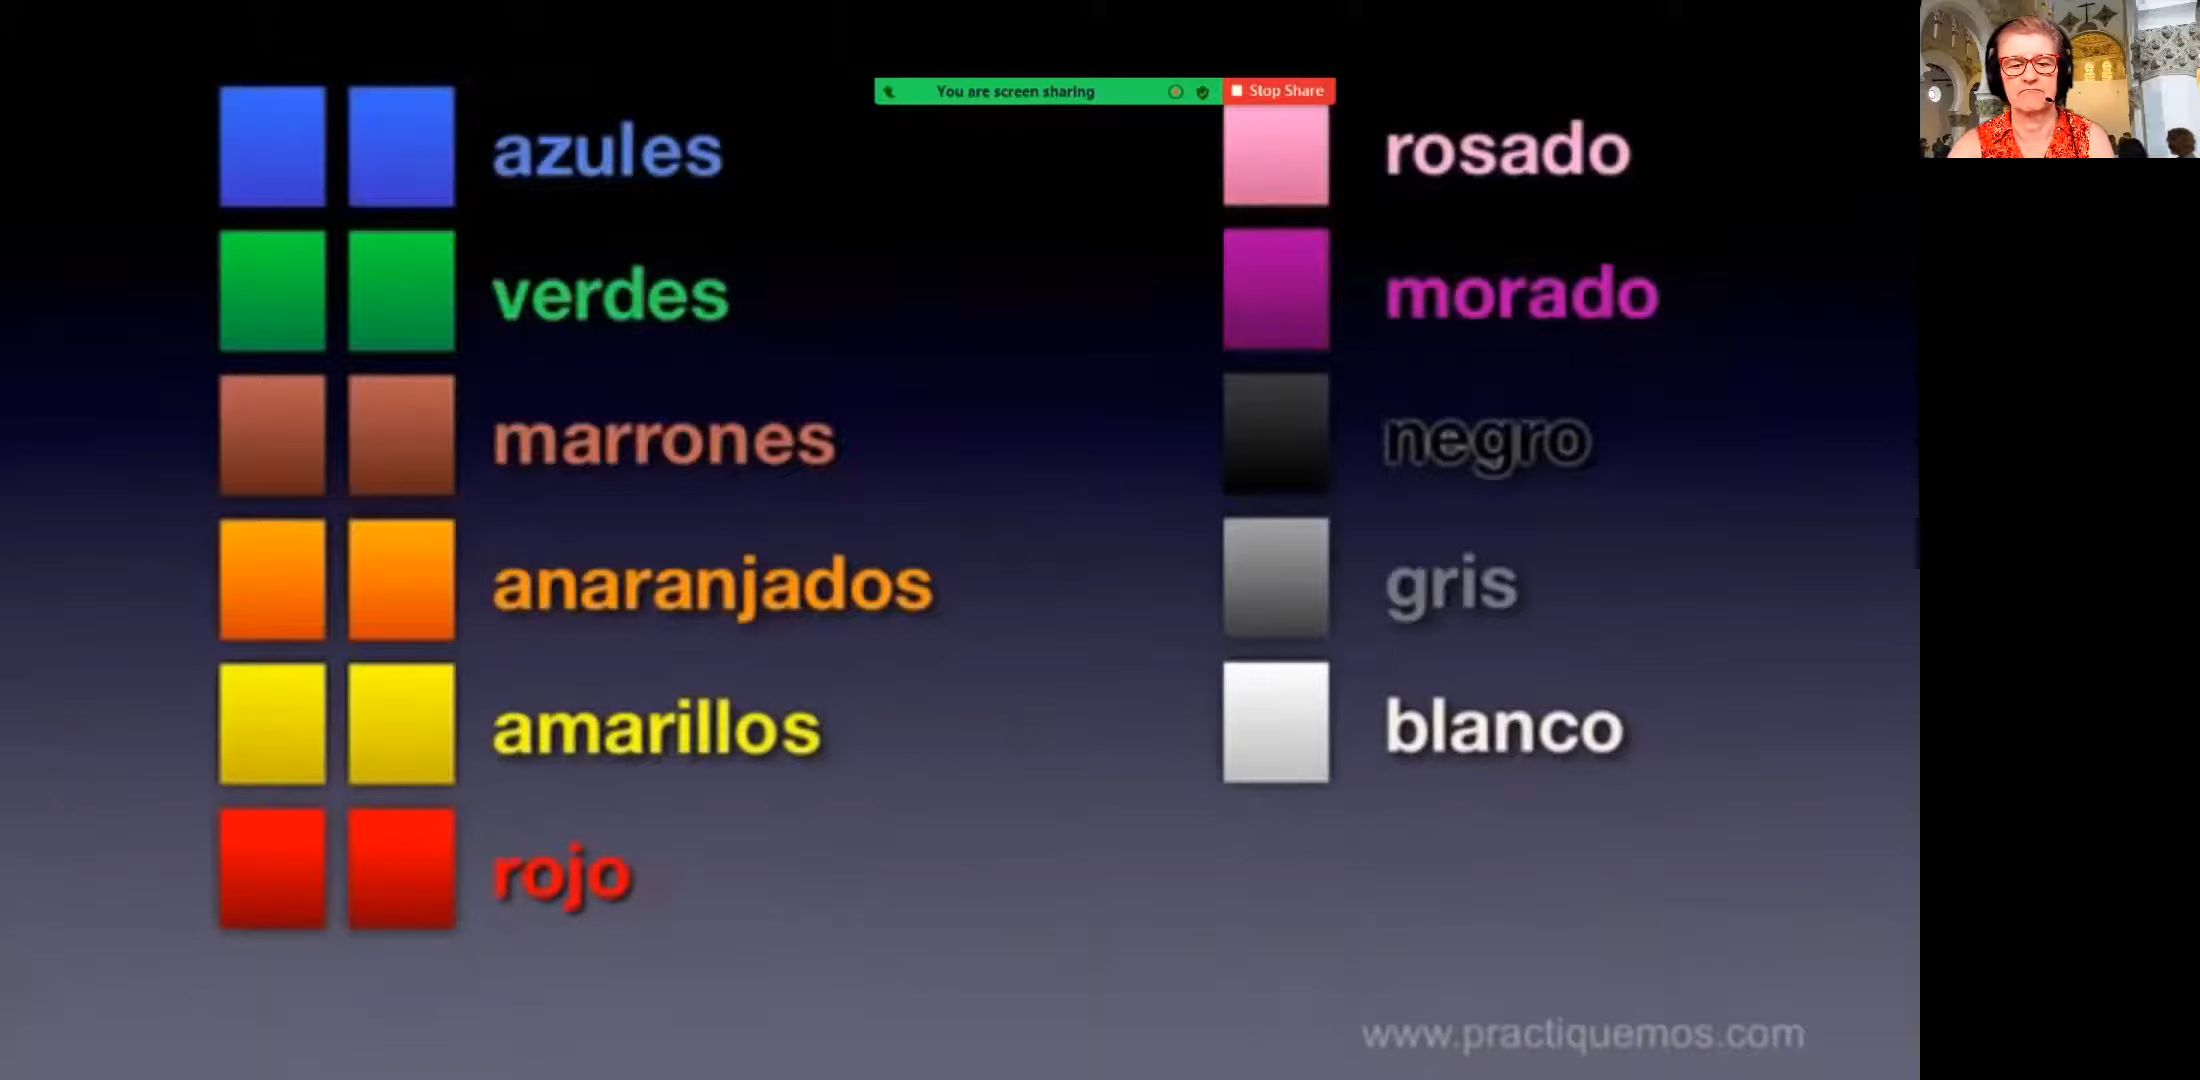 You are screen sharing
Stop Share
azules
verdes
marrones
anaranjados
amarillos
rojo
rosado
morado
negro
gris
blanco
www.practiquemos.com